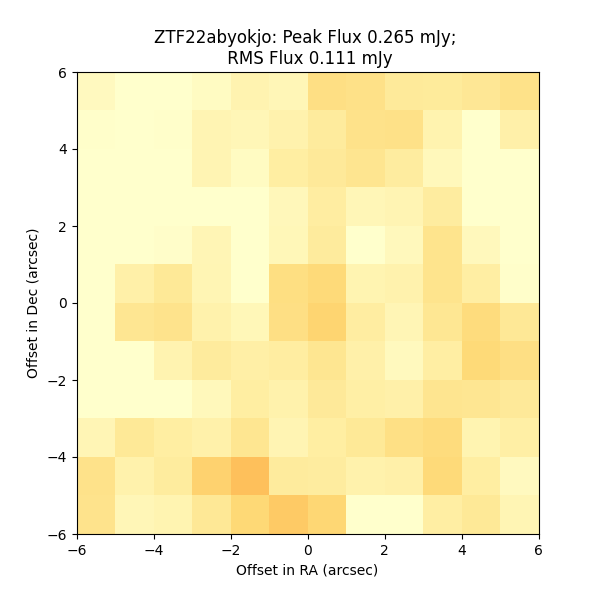 ZTF22abyokjo: Peak Flux 0.265 mJy;
RMS Flux 0.111 mJy
6
4
2
0
−2
−4
−6
Offset in Dec (arcsec)
−6 −4 −2 0 2 4 6
Offset in RA (arcsec)